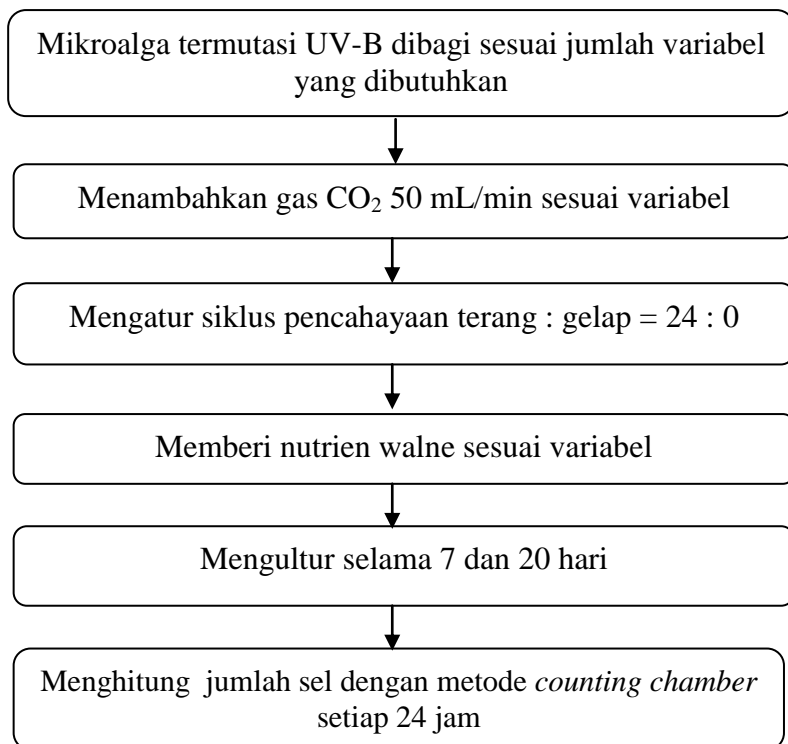 Mikroalga termutasi UV-B dibagi sesuai jumlah variabel
yang dibutuhkan
Menambahkan gas CO₂ 50 mL/min sesuai variabel
Mengatur siklus pencahayaan terang : gelap = 24 : 0
Memberi nutrien walne sesuai variabel
Mengultur selama 7 dan 20 hari
Menghitung jumlah sel dengan metode counting chamber
setiap 24 jam